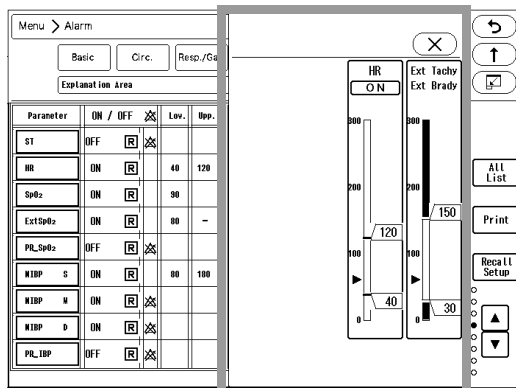 Menu > Alarm
Basic
Circ.
Resp./Ga
Explanation Area
Parameter ON / OFF Lov. Upp.
ST OFF R
HR ON R 40 120
SpO₂ ON R 90
ExtSpO₂ ON R 80 –
PR_SpO₂ OFF R
NIBP S ON R 80 180
NIBP M ON R
NIBP D ON R
PR_IBP OFF R
HR
ON
300
200
100
0
120
40
Ext Tachy
Ext Brady
300
200
100
0
150
30
All
List
Print
Recall
Setup